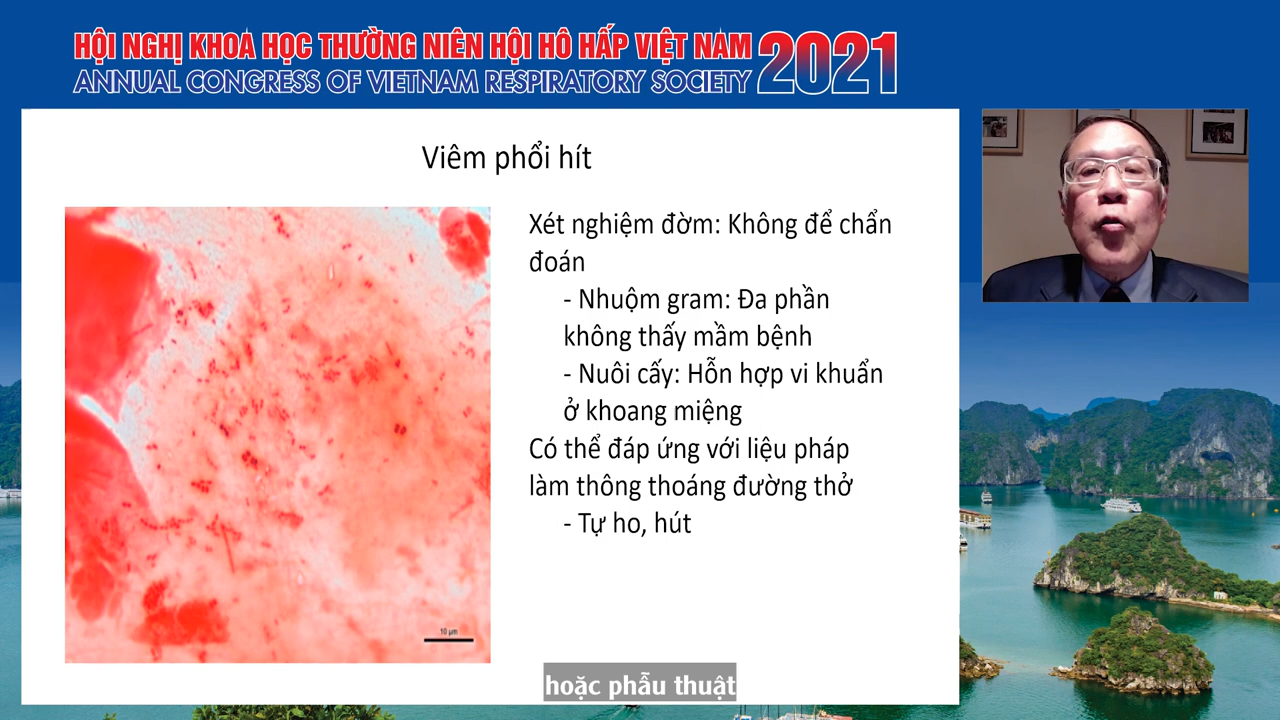 HỘI NGHỊ KHOA HỌC THƯỜNG NIÊN HỘI HÔ HẤP VIỆT NAM 2021
ANNUAL CONGRESS OF VIETNAM RESPIRATORY SOCIETY
Viêm phổi hít
Xét nghiệm đờm: Không để chẩn
đoán
- Nhuộm gram: Đa phần
không thấy mầm bệnh
- Nuôi cấy: Hỗn hợp vi khuẩn
ở khoang miệng
Có thể đáp ứng với liệu pháp
làm thông thoáng đường thở
- Tự ho, hút
10 µm
hoặc phẫu thuật